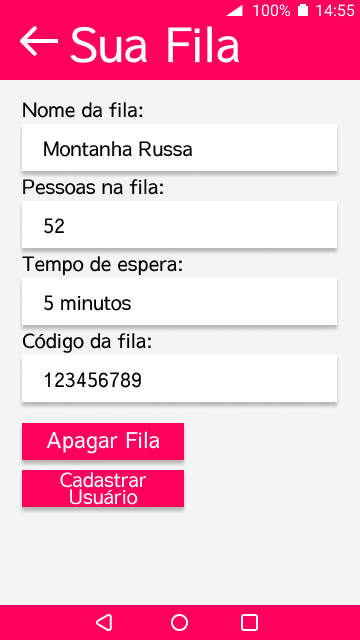 100% 14:55
Sua Fila
Nome da fila:
Montanha Russa
Pessoas na fila:
52
Tempo de espera:
5 minutos
Código da fila:
123456789
Apagar Fila
Cadastrar
Usuário